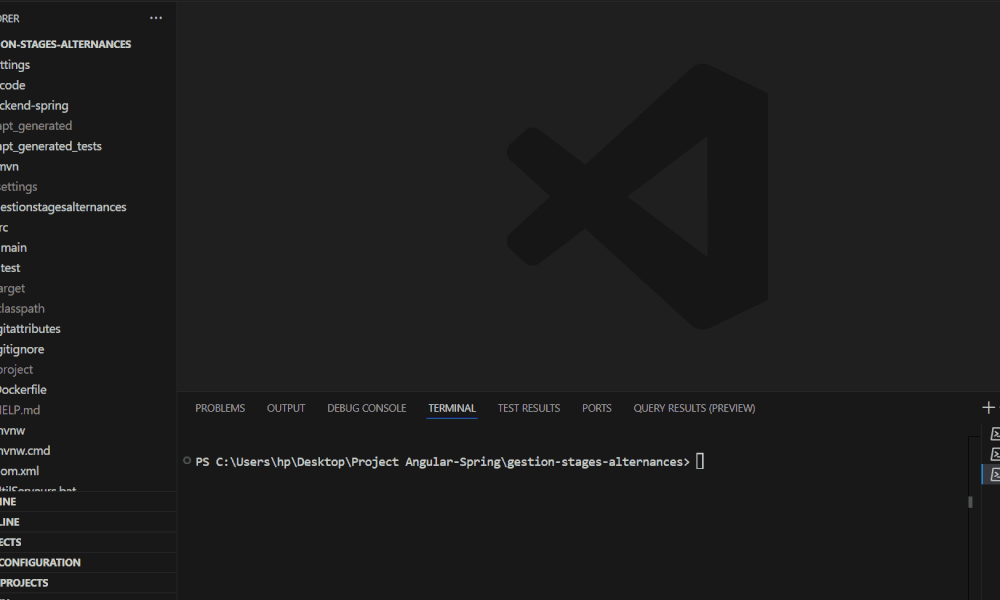 ORER
ON-STAGES-ALTERNANCES
ttings
code
ckend-spring
apt_generated
apt_generated_tests
mvn
settings
estionstagesalternances
rc
main
test
arget
classpath
gitattributes
gitignore
project
Dockerfile
HELP.md
mvnw
mvnw.cmd
om.xml
INE
LINE
ECTS
CONFIGURATION
PROJECTS
PROBLEMS OUTPUT DEBUG CONSOLE TERMINAL TEST RESULTS PORTS QUERY RESULTS (PREVIEW)
PS C:\Users\hp\Desktop\Project Angular-Spring\gestion-stages-alternances>